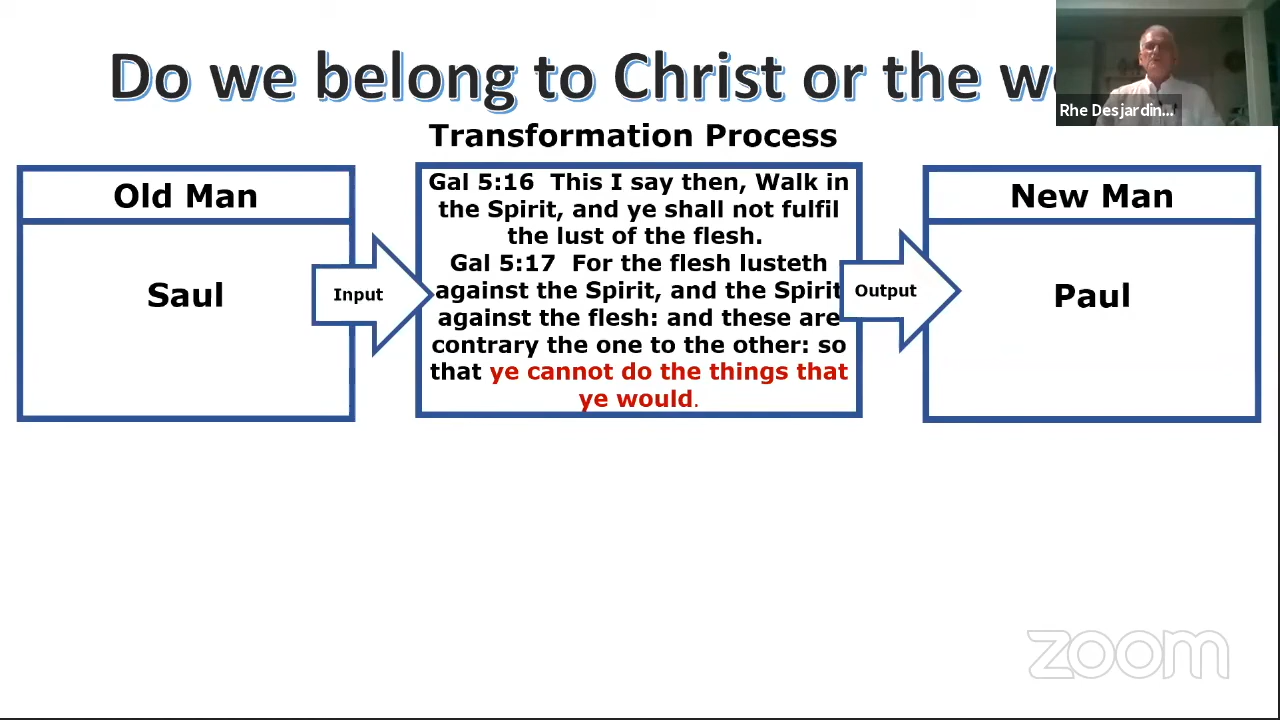 Do we belong to Christ or the
Rhe Desjardin...
Transformation Process
Old Man
Saul
Input
Gal 5:16 This I say then, Walk in
the Spirit, and ye shall not fulfil
the lust of the flesh.
Gal 5:17 For the flesh lusteth
against the Spirit, and the Spirit
against the flesh: and these are
contrary the one to the other: so
that ye cannot do the things that
ye would.
Output
New Man
Paul
zoom